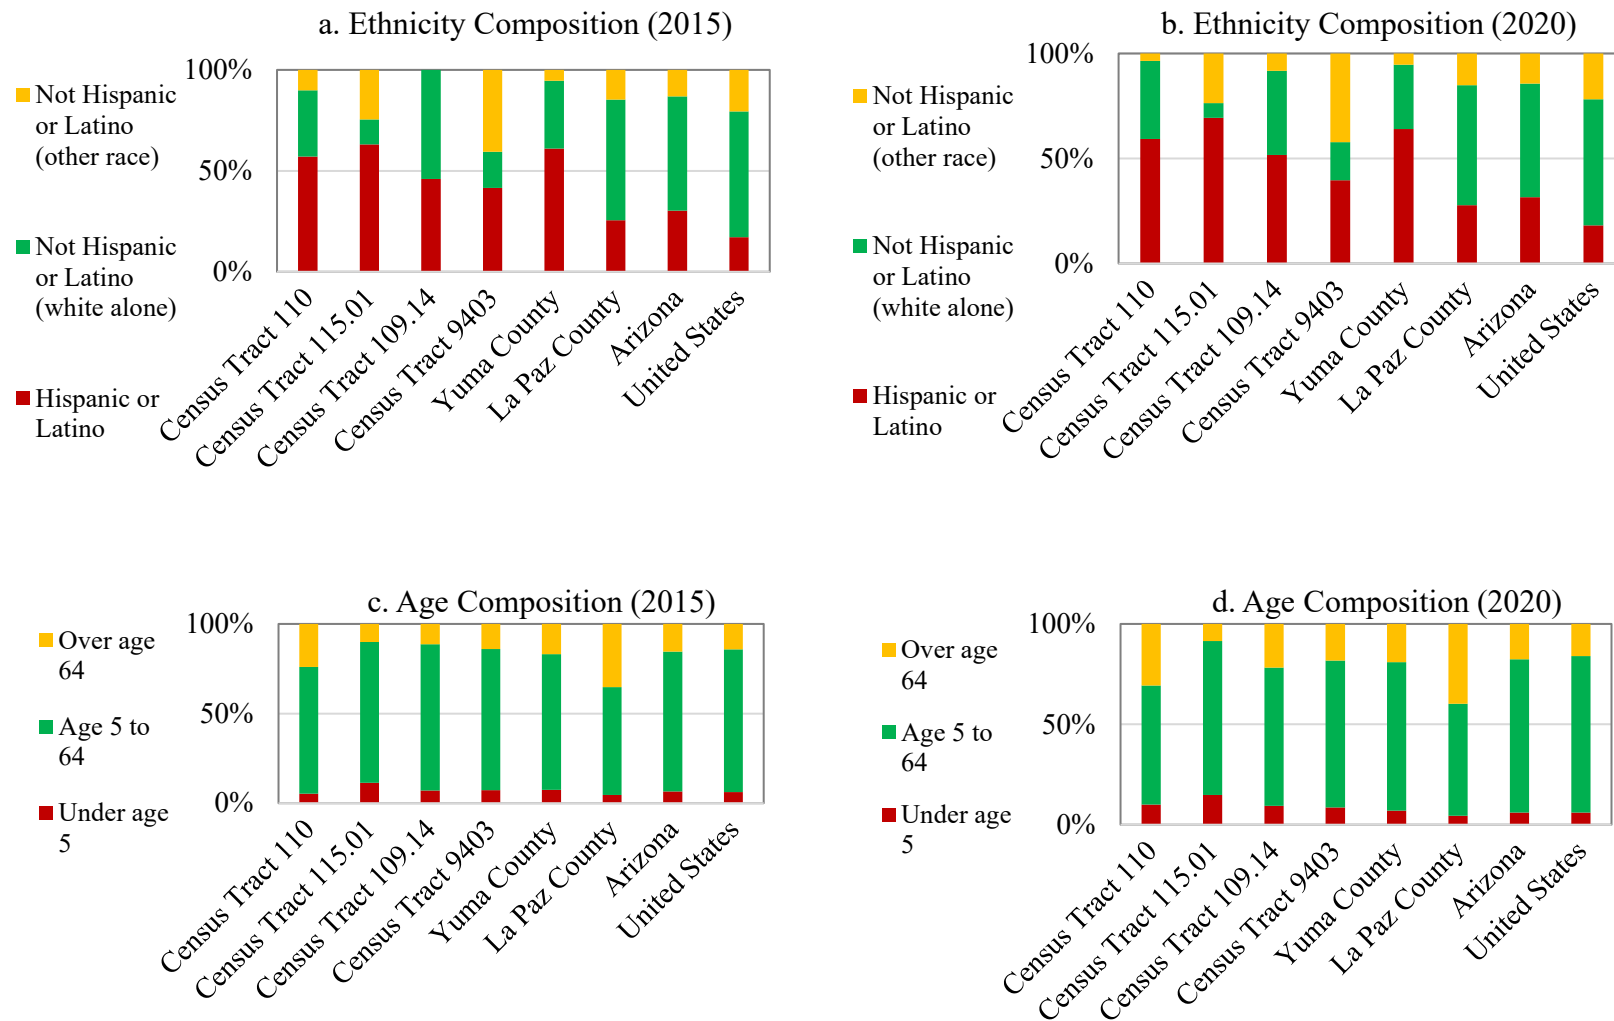 a. Ethnicity Composition (2015)
100%
50%
0%
Not Hispanic
or Latino
(other race)
Not Hispanic
or Latino
(white alone)
Hispanic or
Latino
Census Tract 110
Census Tract 115.01
Census Tract 109.14
Census Tract 9403
Yuma County
La Paz County
Arizona
United States
b. Ethnicity Composition (2020)
100%
50%
0%
Not Hispanic
or Latino
(other race)
Not Hispanic
or Latino
(white alone)
Hispanic or
Latino
Census Tract 110
Census Tract 115.01
Census Tract 109.14
Census Tract 9403
Yuma County
La Paz County
Arizona
United States
c. Age Composition (2015)
100%
50%
0%
Over age
64
Age 5 to
64
Under age
5
Census Tract 110
Census Tract 115.01
Census Tract 109.14
Census Tract 9403
Yuma County
La Paz County
Arizona
United States
d. Age Composition (2020)
100%
50%
0%
Over age
64
Age 5 to
64
Under age
5
Census Tract 110
Census Tract 115.01
Census Tract 109.14
Census Tract 9403
Yuma County
La Paz County
Arizona
United States